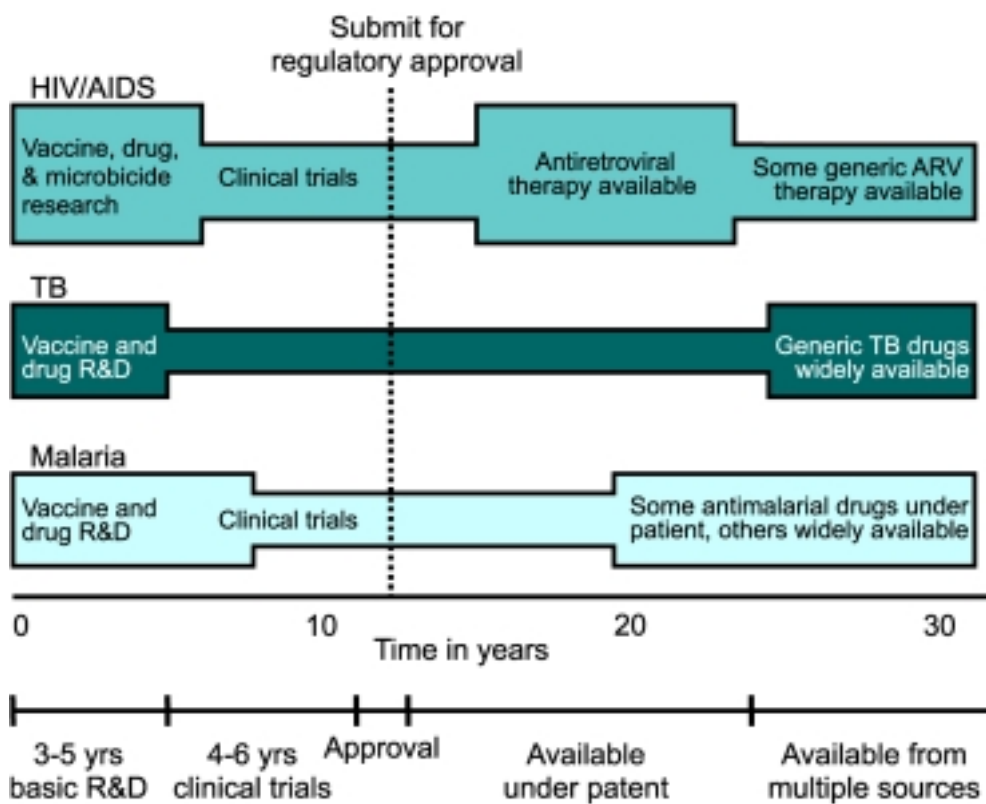 Submit for
regulatory approval
HIV/AIDS
Vaccine, drug,
& microbicide
research
Clinical trials
Antiretroviral
therapy available
Some generic ARV
therapy available
TB
Vaccine and
drug R&D
Generic TB drugs
widely available
Malaria
Vaccine and
drug R&D
Clinical trials
Some antimalarial drugs under
patient, others widely available
0 10 20 30
Time in years
3-5 yrs
basic R&D
4-6 yrs
clinical trials
Approval
Available
under patent
Available from
multiple sources